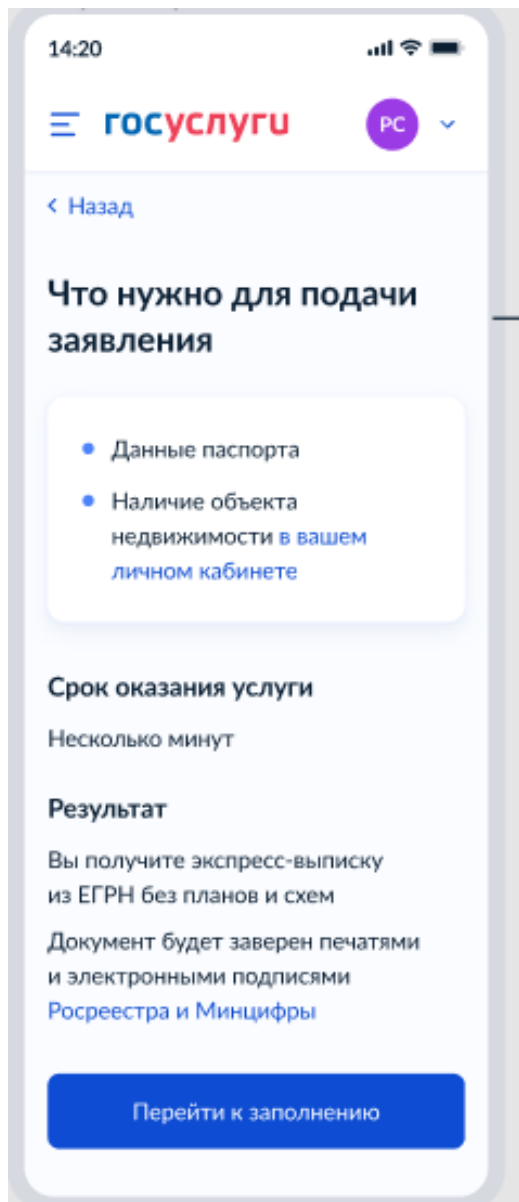 14:20
госуслуги
РС
Назад
Что нужно для подачи
заявления
Данные паспорта
Наличие объекта
недвижимости в вашем
личном кабинете
Срок оказания услуги
Несколько минут
Результат
Вы получите экспресс-выписку
из ЕГРН без планов и схем
Документ будет заверен печатями
и электронными подписями
Росреестра и Минцифры
Перейти к заполнению